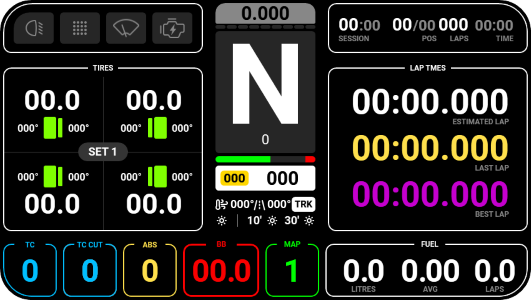 0.000
00:00 00/00 000 00:00
SESSION POS LAPS TIME
N
0
TIRES
00.0 00.0
000° 000° 000° 000°
SET 1
000° 000° 000° 000°
00.0 00.0
LAP TMES
00:00.000
ESTIMATED LAP
00:00.000
LAST LAP
00:00.000
BEST LAP
000 000
000°/ 000° TRK
10' 30'
TC
0
TC CUT
0
ABS
0
DB
00.0
MAP
1
FUEL
0.0 0.00 0.0
LITRES AVG LAPS